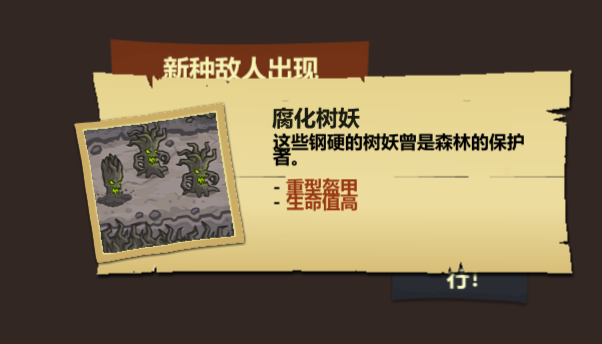 新种敌人出现
腐化树妖
这些钢硬的树妖曾是森林的保护
者。
- 重型盔甲
- 生命值高
行!